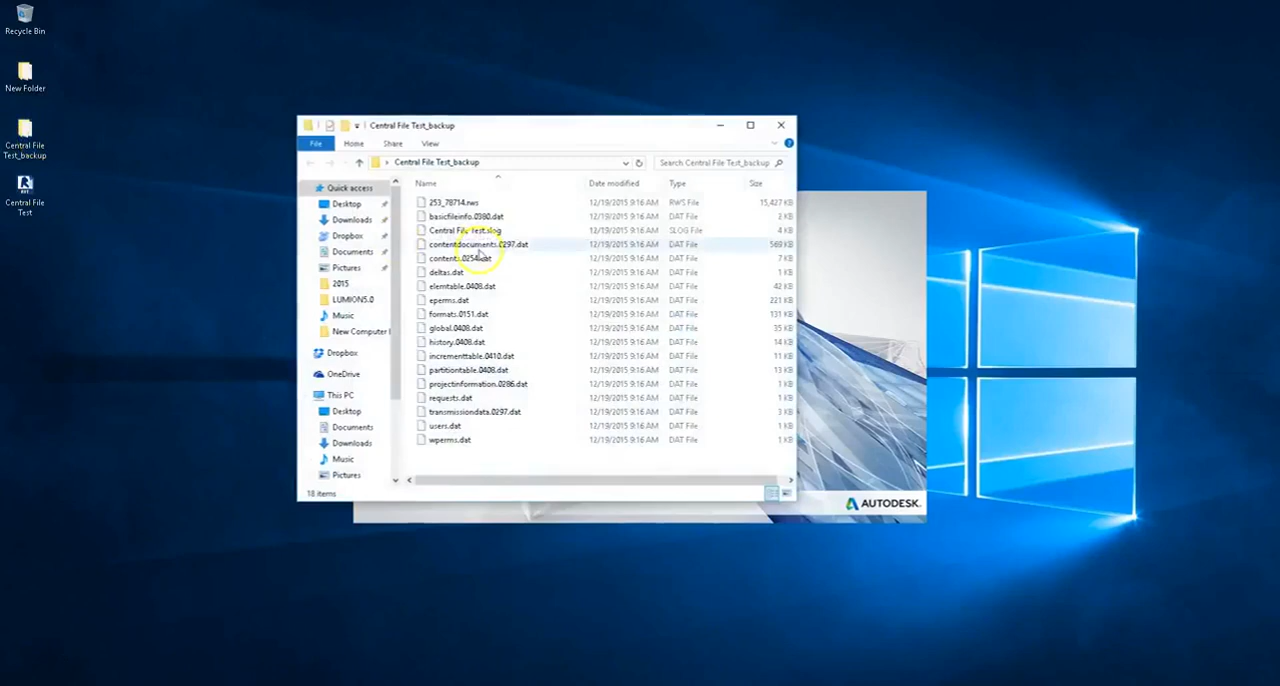 Recycle Bin
New Folder
Central File
Test_backup
Central File
Test
Central File Test_backup
File Home Share View
Central File Test_backup
Search Central File Test_backup
Name Date modified Type Size
Quick access
Desktop
Downloads
Dropbox
Documents
Pictures
2015
LUMION5.0
Music
New Computer I
Dropbox
OneDrive
This PC
Desktop
Documents
Downloads
Music
Pictures
253_78714.rws 12/19/2015 9:16 AM RWS File 15,427 KB
basicfileinfo.0380.dat 12/19/2015 9:16 AM DAT File 2 KB
Central File Test.slog 12/19/2015 9:16 AM SLOG File 4 KB
contentdocuments.0297.dat 12/19/2015 9:16 AM DAT File 569 KB
contents.0254.dat 12/19/2015 9:16 AM DAT File 7 KB
deltas.dat 12/19/2015 9:16 AM DAT File 1 KB
elemtable.0408.dat 12/19/2015 9:16 AM DAT File 42 KB
eperms.dat 12/19/2015 9:16 AM DAT File 221 KB
formats.0151.dat 12/19/2015 9:16 AM DAT File 131 KB
global.0408.dat 12/19/2015 9:16 AM DAT File 35 KB
history.0408.dat 12/19/2015 9:16 AM DAT File 14 KB
incrementtable.0410.dat 12/19/2015 9:16 AM DAT File 11 KB
partitiontable.0408.dat 12/19/2015 9:16 AM DAT File 13 KB
projectinformation.0286.dat 12/19/2015 9:16 AM DAT File 1 KB
requests.dat 12/19/2015 9:16 AM DAT File 1 KB
transmissiondata.0297.dat 12/19/2015 9:16 AM DAT File 3 KB
users.dat 12/19/2015 9:16 AM DAT File 1 KB
wperms.dat 12/19/2015 9:16 AM DAT File 1 KB
18 items
AUTODESK.